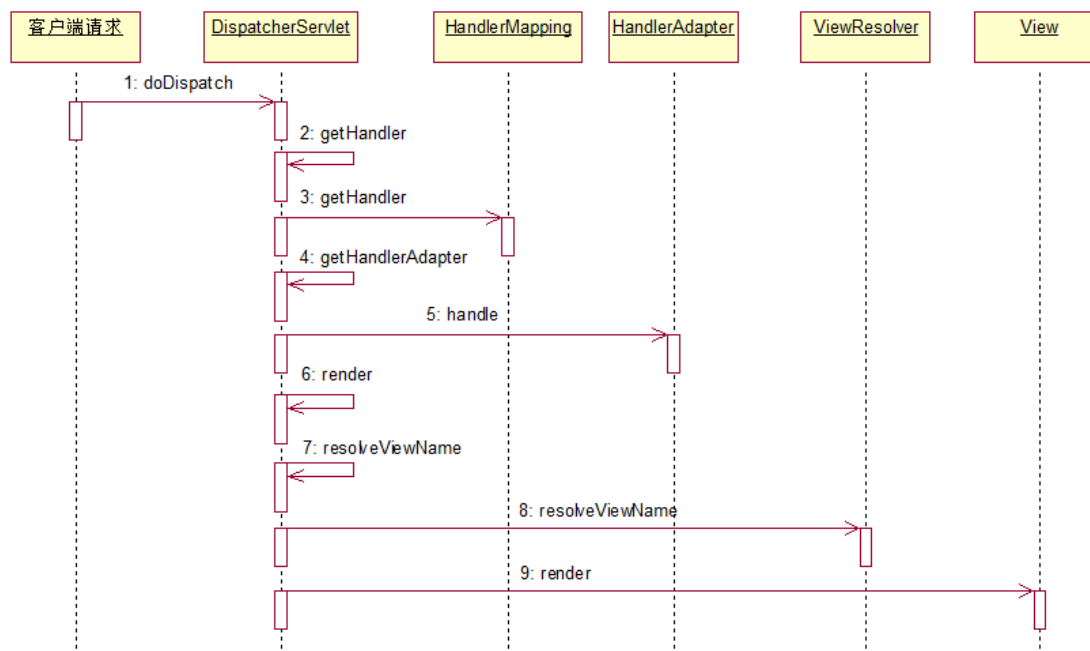 客户端请求
DispatcherServlet
HandlerMapping
HandlerAdapter
ViewResolver
View
1: doDispatch
2: getHandler
3: getHandler
4: getHandlerAdapter
5: handle
6: render
7: resolveViewName
8: resolveViewName
9: render